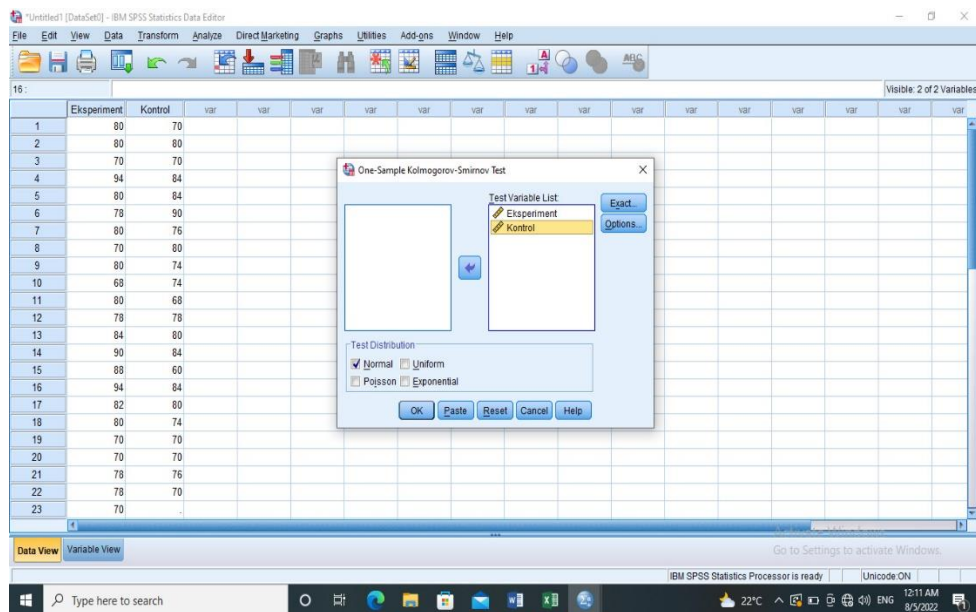 *Untitled1 [DataSet0] - IBM SPSS Statistics Data Editor
File Edit View Data Transform Analyze Direct Marketing Graphs Utilities Add-ons Window Help
16 :
Visible: 2 of 2 Variables
Eksperiment Kontrol var var var var var var var var var var var var var var var
1 80 70
2 80 80
3 70 70
4 94 84
5 80 84
6 78 90
7 80 76
8 70 80
9 80 74
10 68 74
11 80 68
12 78 78
13 84 80
14 90 84
15 88 60
16 94 84
17 82 80
18 80 74
19 70 70
20 70 70
21 78 76
22 78 70
23 70 .
One-Sample Kolmogorov-Smirnov Test
Test Variable List:
Eksperiment
Kontrol
Exact...
Options...
Test Distribution
Normal Uniform
Poisson Exponential
OK Paste Reset Cancel Help
Data View Variable View
Activate Windows
Go to Settings to activate Windows.
IBM SPSS Statistics Processor is ready Unicode:ON
Type here to search
22°C ENG 12:11 AM
8/5/2022